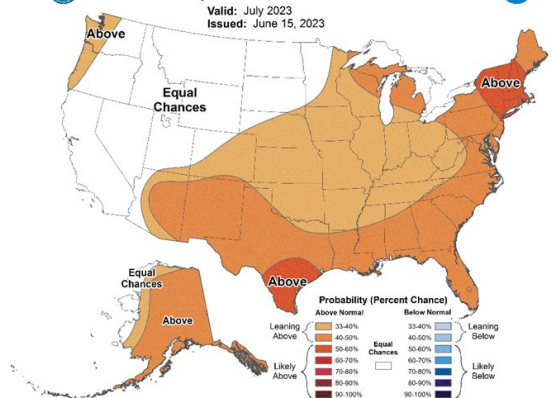 Valid: July 2023
Issued: June 15, 2023
Above
Equal
Chances
Above
Above
Equal
Chances
Above
Probability (Percent Chance)
Above Normal
Below Normal
Leaning
Above
33-40%
40-50%
Likely
Above
50-60%
60-70%
70-80%
80-90%
90-100%
Equal
Chances
33-40%
40-50%
Leaning
Below
50-60%
60-70%
70-80%
80-90%
90-100%
Likely
Below